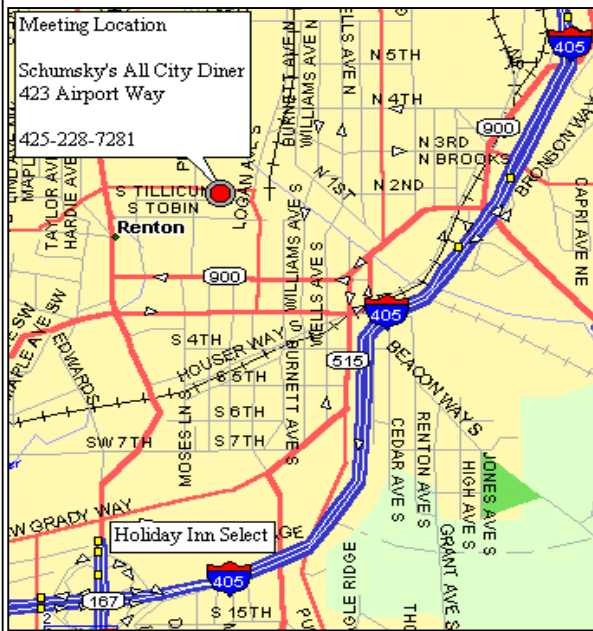 Meeting Location
Schumsky's All City Diner
423 Airport Way
425-228-7281
405
N 5TH
BURNETT AVE N
WILLIAMS AVE N
WELLS AVE N
N 4TH
900
N 3RD
N BROOKS
BRONSON WAY
N 1ST
N 2ND
CAPRI AVE NE
TAYLOR AVE
HARDIE AVE
S TILLICUM
S TOBIN
LOGAN AVE S
Renton
900
WILLIAMS AVE S
WELLS AVE S
MAPLE AVE SW
405
S 4TH
HOUSER WAY
515
EDWARDS
S 5TH
BURNETT AVE S
BEACON WAY S
S 6TH
MOSES LN S
SW 7TH
S 7TH
CEDAR AVE S
RENTON AVE S
HIGH AVE S
JONES AVE S
GRANT AVE S
SW GRADY WAY
Holiday Inn Select
405
167
S 15TH
GLE RIDGE
2